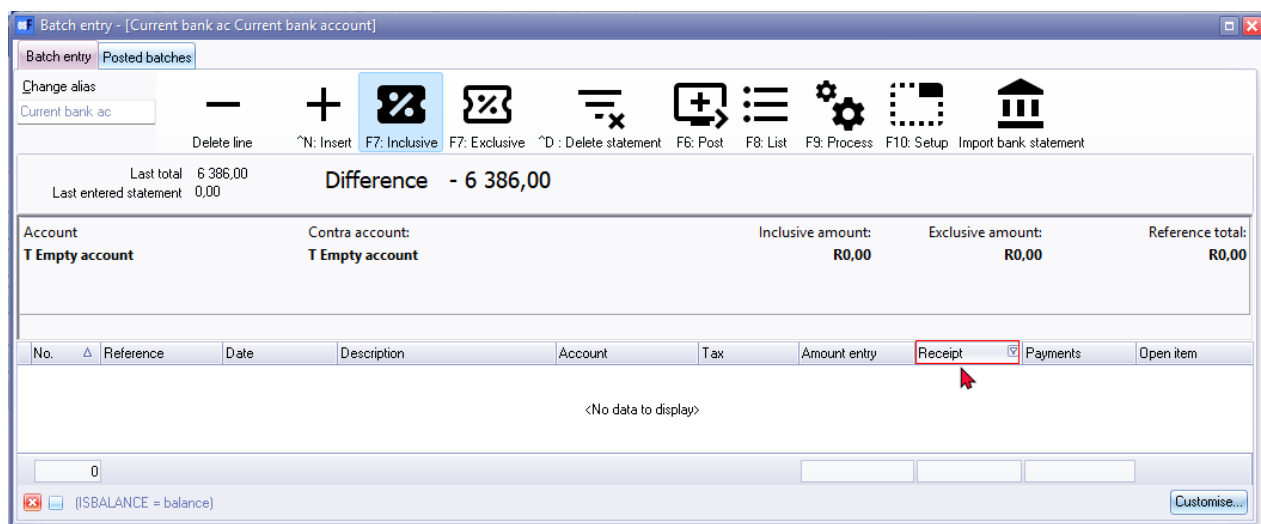 Batch entry - [Current bank ac Current bank account]
Batch entry Posted batches
Change alias
Current bank ac
Delete line ^N: Insert F7: Inclusive F7: Exclusive ^D : Delete statement F6: Post F8: List F9: Process F10: Setup Import bank statement
Last total 6 386,00
Last entered statement 0,00
Difference - 6 386,00
Account Contra account: Inclusive amount: Exclusive amount: Reference total:
T Empty account T Empty account R0,00 R0,00 R0,00
No. Reference Date Description Account Tax Amount entry Receipt Payments Open item
<No data to display>
0
(ISBALANCE = balance) Customise...